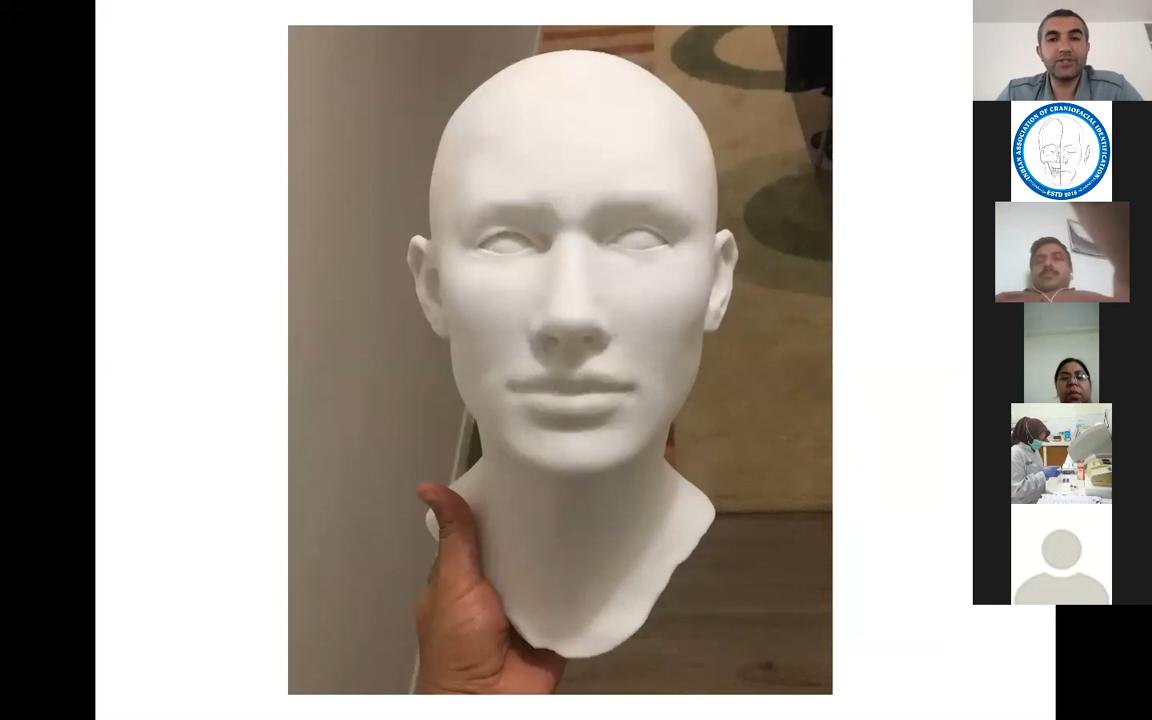 INDIAN ASSOCIATION OF CRANIOFACIAL IDENTIFICATION
ESTD 2018